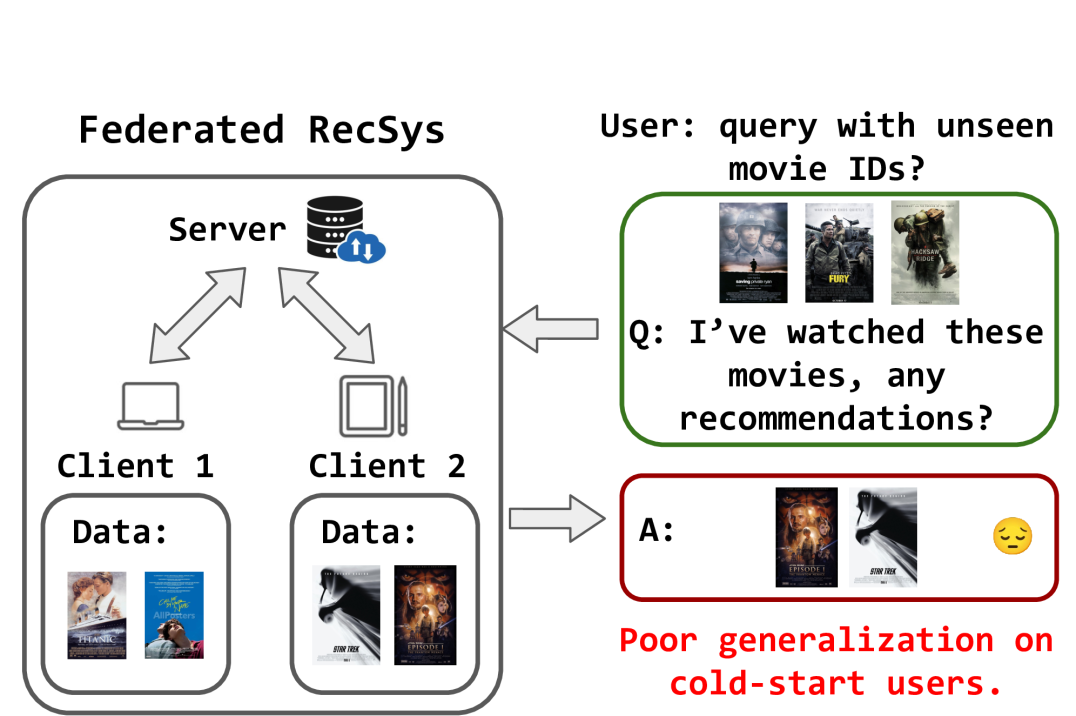 Federated RecSys
Server
Client 1
Client 2
Data:
Data:
TITANIC
AllPosters
STAR TREK
EPISODE I
User: query with unseen
movie IDs?
saving private ryan
FURY
HACKSAW
RIDGE
Q: I’ve watched these
movies, any
recommendations?
A:
EPISODE I
STAR TREK
Poor generalization on
cold-start users.